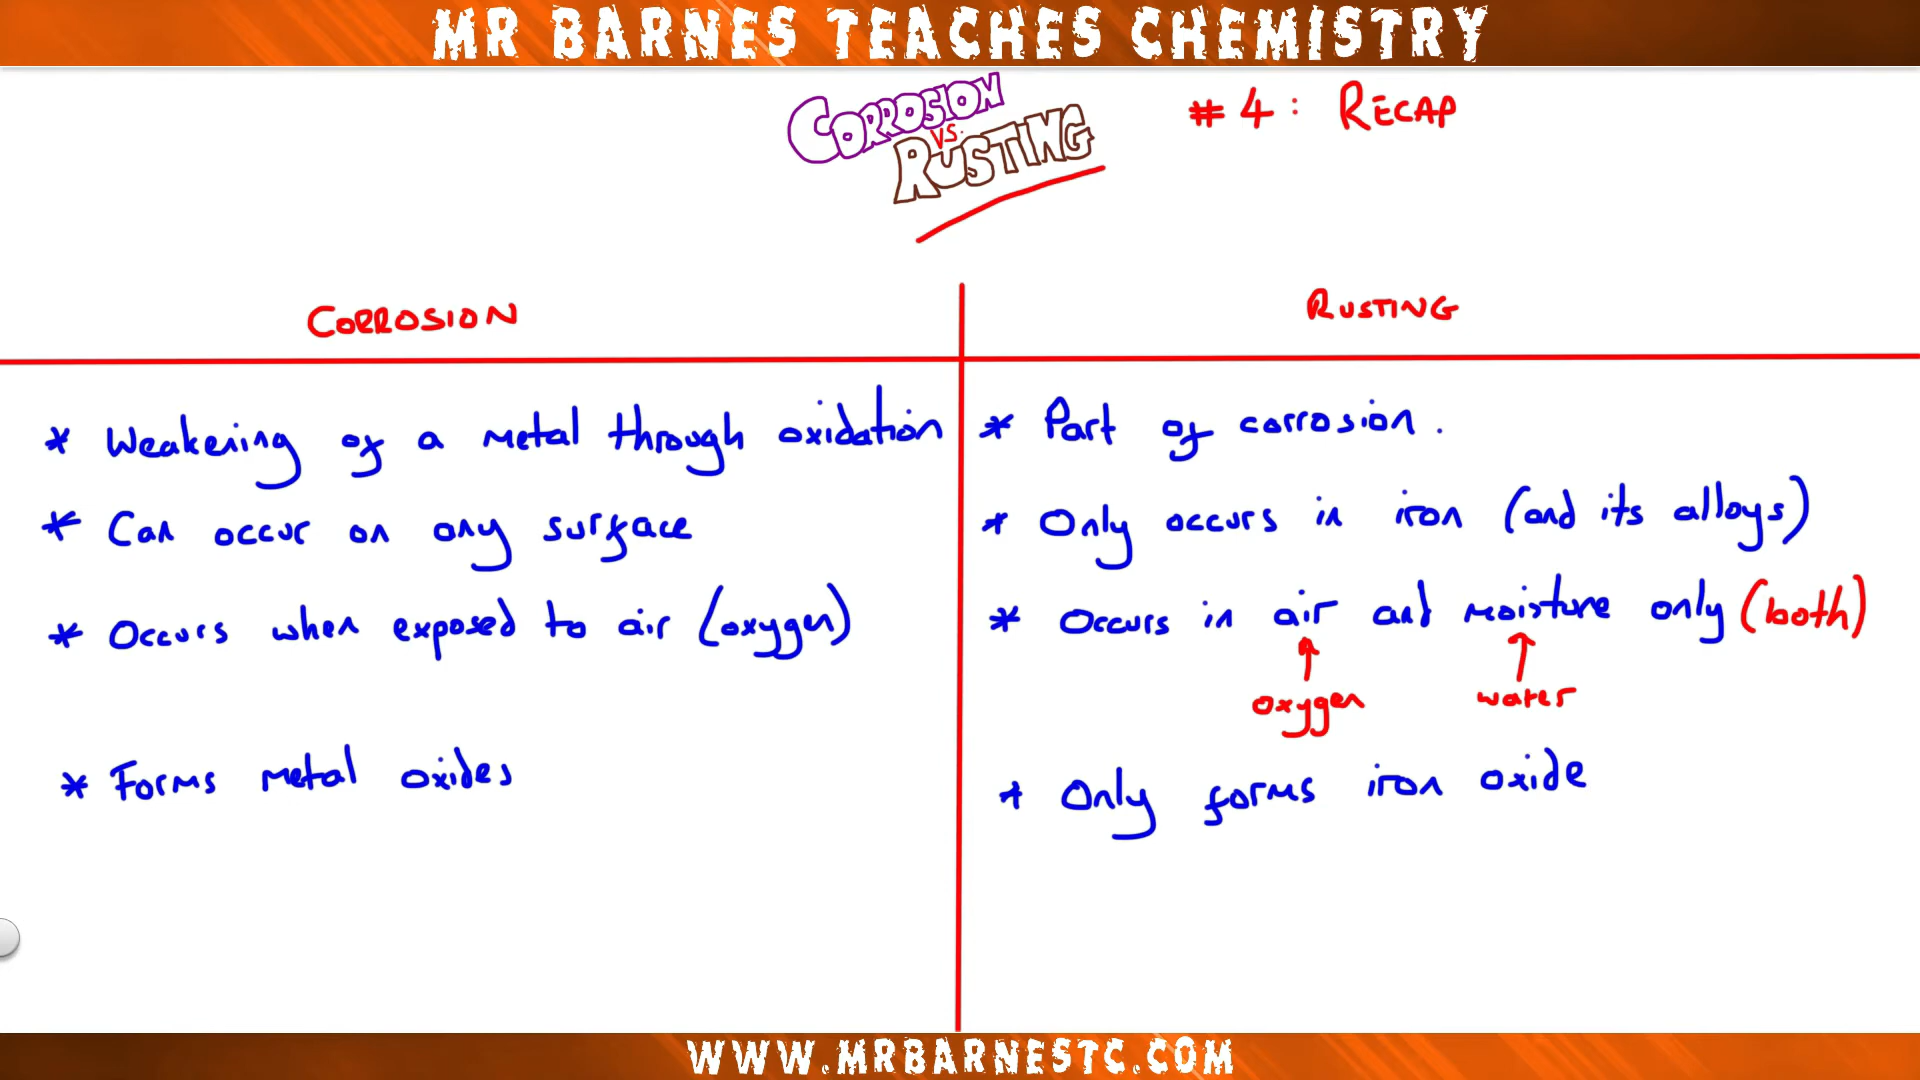 MR BARNES TEACHES CHEMISTRY
CORROSION
VS.
RUSTING
# 4: RECAP
CORROSION
RUSTING
* Weakening of a metal through oxidation
* Can occur on any surface
* Occurs when exposed to air (oxygen)
* Forms metal oxides
* Part of corrosion.
* Only occurs in iron (and its alloys)
* Occurs in air and moisture only (both)
oxygen
water
* Only forms iron oxide
WWW.MRBARNESTC.COM